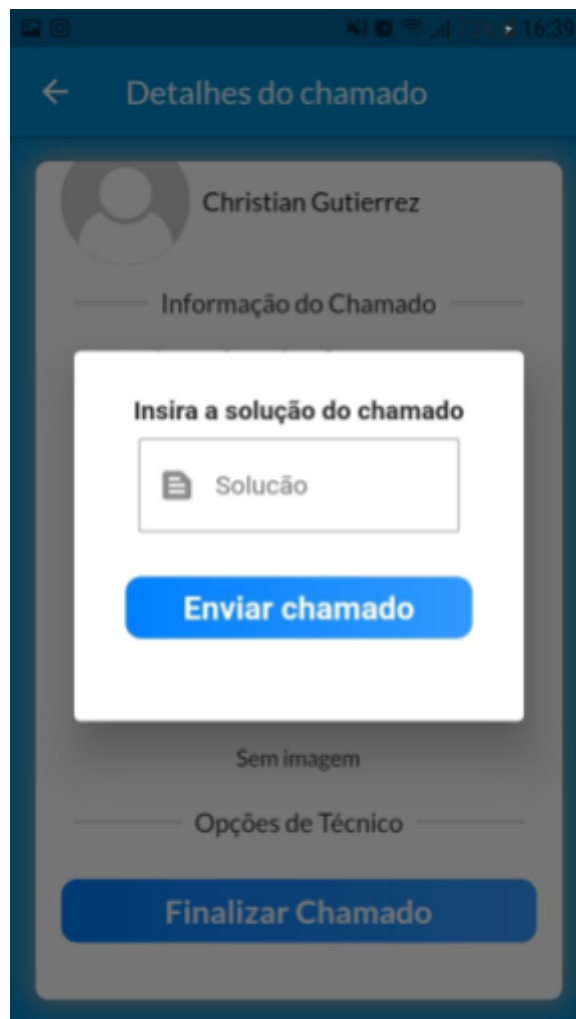 16:39
Detalhes do chamado
Christian Gutierrez
Informação do Chamado
Insira a solução do chamado
Solucão
Enviar chamado
Sem imagem
Opções de Técnico
Finalizar Chamado